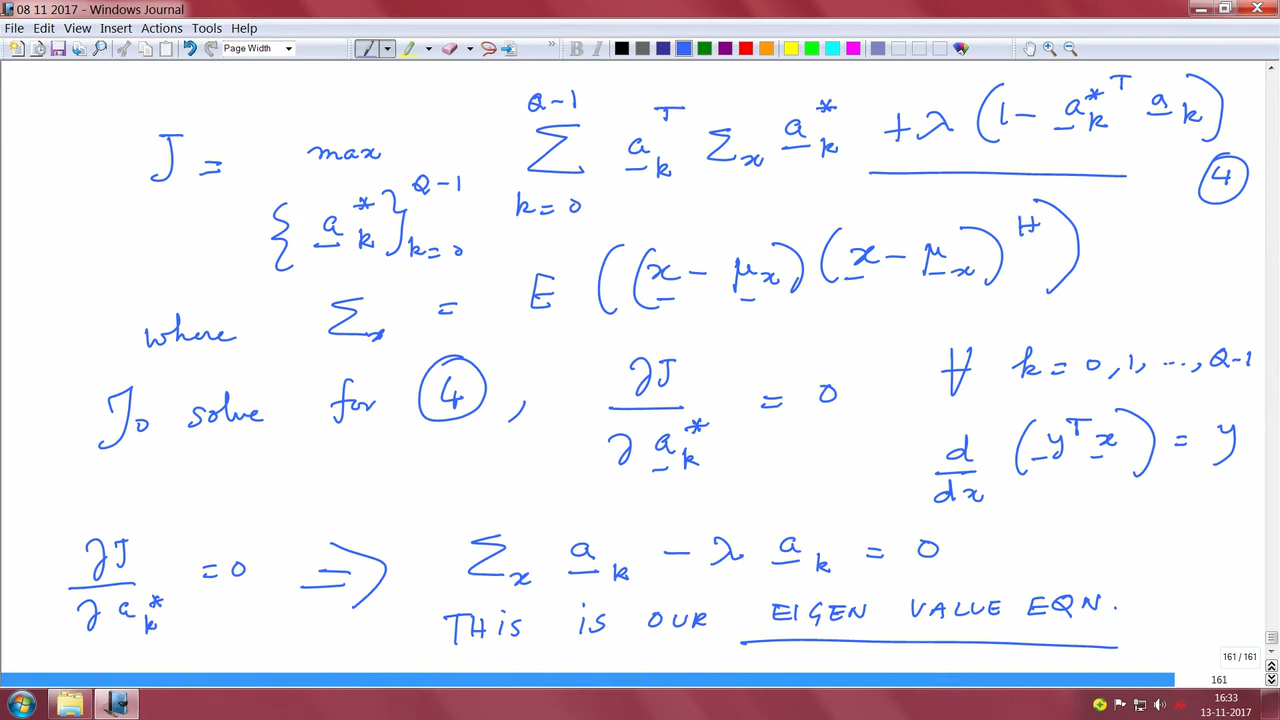 08 11 2017 - Windows Journal
File Edit View Insert Actions Tools Help
Page Width
J = max_{ {a_k^*}_{k=0}^{Q-1} } ∑_{k=0}^{Q-1} a_k^T Σ_x a_k^* + λ (1 - a_k^{*T} a_k) ④
where Σ_x = E ((x - μ_x)(x - μ_x)^H)
To solve for ④, ∂J/∂a_k^* = 0 ∀ k = 0, 1, ..., Q-1
d/dx (y^T x) = y
∂J/∂a_k^* = 0 ⇒ Σ_x a_k - λ a_k = 0
THIS IS OUR EIGEN VALUE EQN.
161 / 161
161
16:33
13-11-2017